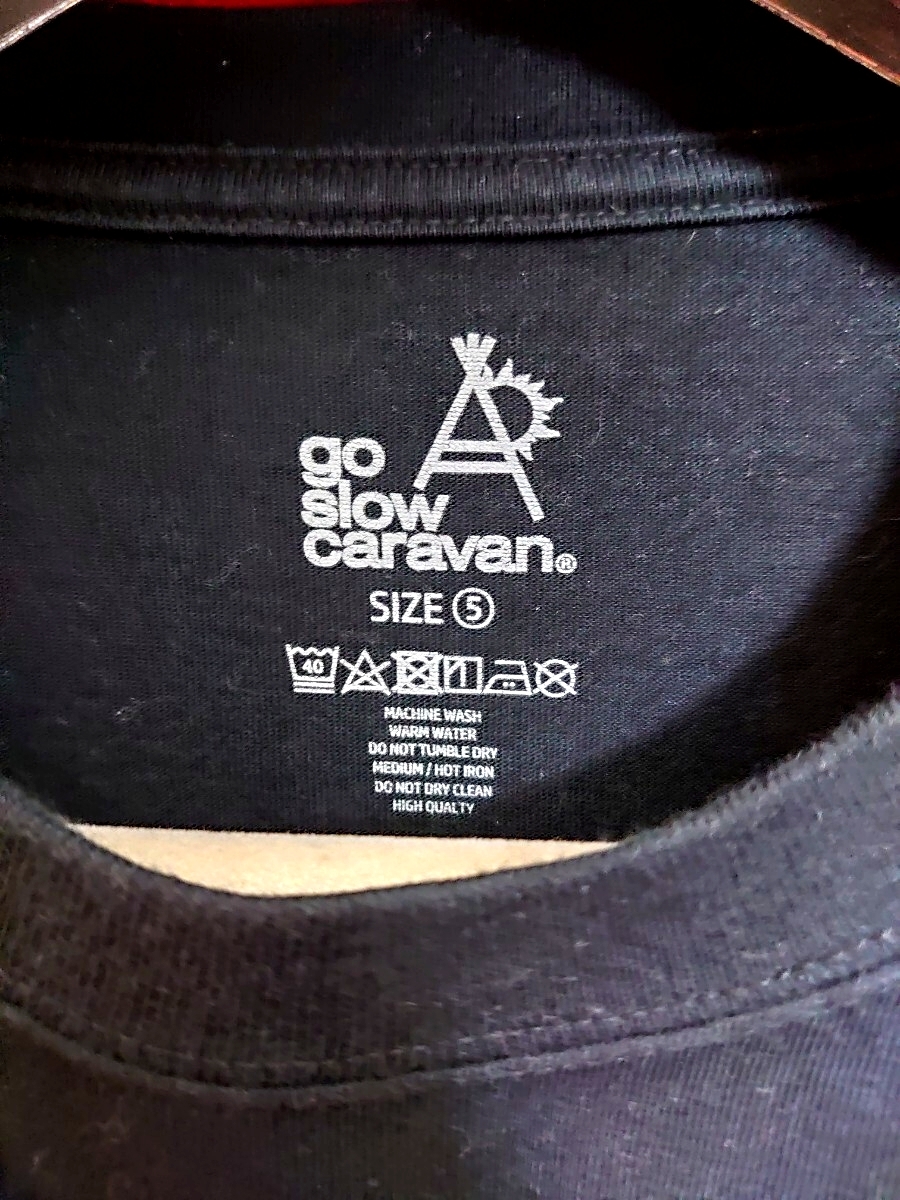 go
slow
caravan®
SIZE ⑤
40
MACHINE WASH
WARM WATER
DO NOT TUMBLE DRY
MEDIUM / HOT IRON
DO NOT DRY CLEAN
HIGH QUALTY